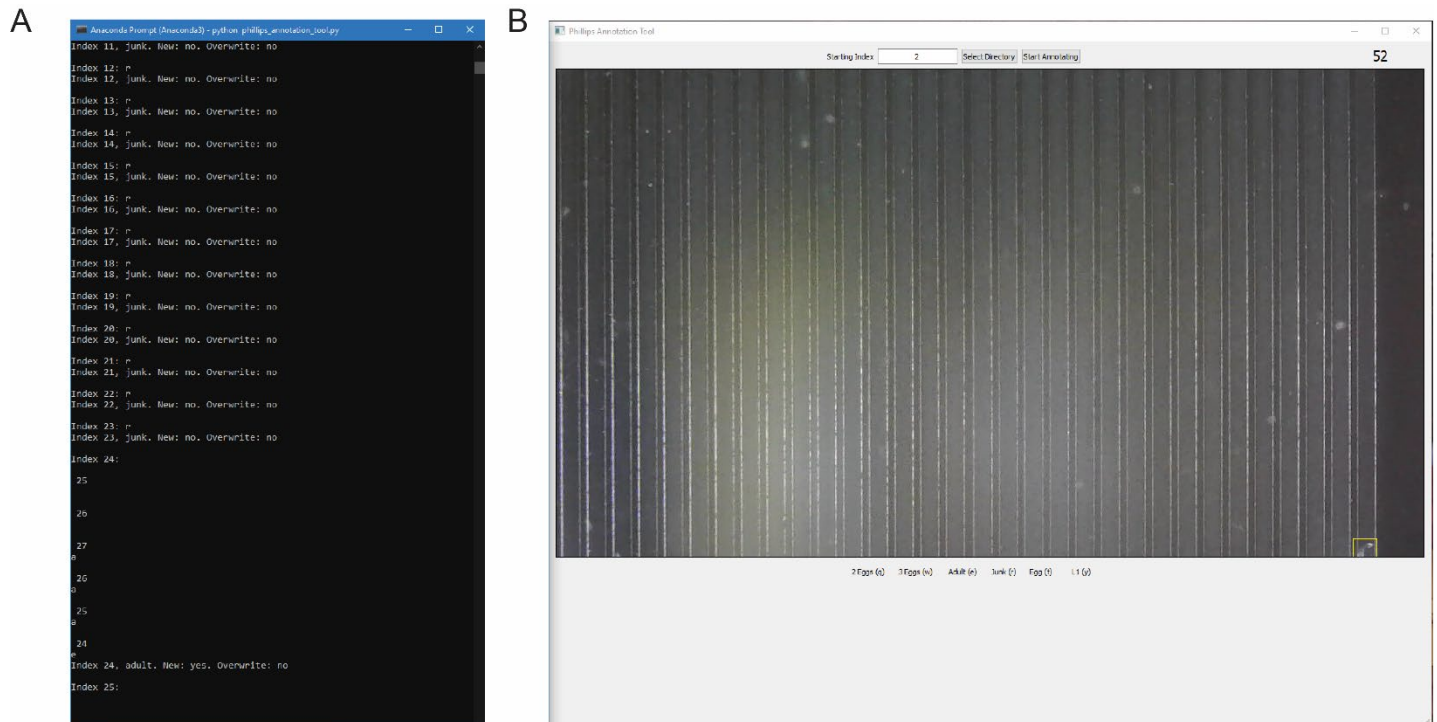 A
Anaconda Prompt (Anaconda3) - python phillips_annotation_tool.py
Index 11, junk. New: no. Overwrite: no
Index 12: r
Index 12, junk. New: no. Overwrite: no
Index 13: r
Index 13, junk. New: no. Overwrite: no
Index 14: r
Index 14, junk. New: no. Overwrite: no
Index 15: r
Index 15, junk. New: no. Overwrite: no
Index 16: r
Index 16, junk. New: no. Overwrite: no
Index 17: r
Index 17, junk. New: no. Overwrite: no
Index 18: r
Index 18, junk. New: no. Overwrite: no
Index 19: r
Index 19, junk. New: no. Overwrite: no
Index 20: r
Index 20, junk. New: no. Overwrite: no
Index 21: r
Index 21, junk. New: no. Overwrite: no
Index 22: r
Index 22, junk. New: no. Overwrite: no
Index 23: r
Index 23, junk. New: no. Overwrite: no
Index 24:
25
26
27
a
26
a
25
a
24
e
Index 24, adult. New: yes. Overwrite: no
Index 25:
B
Phillips Annotation Tool
Starting Index 2 Select Directory Start Annotating 52
2 Eggs (q) 3 Eggs (w) Adult (e) Junk (r) Egg (t) L1 (y)